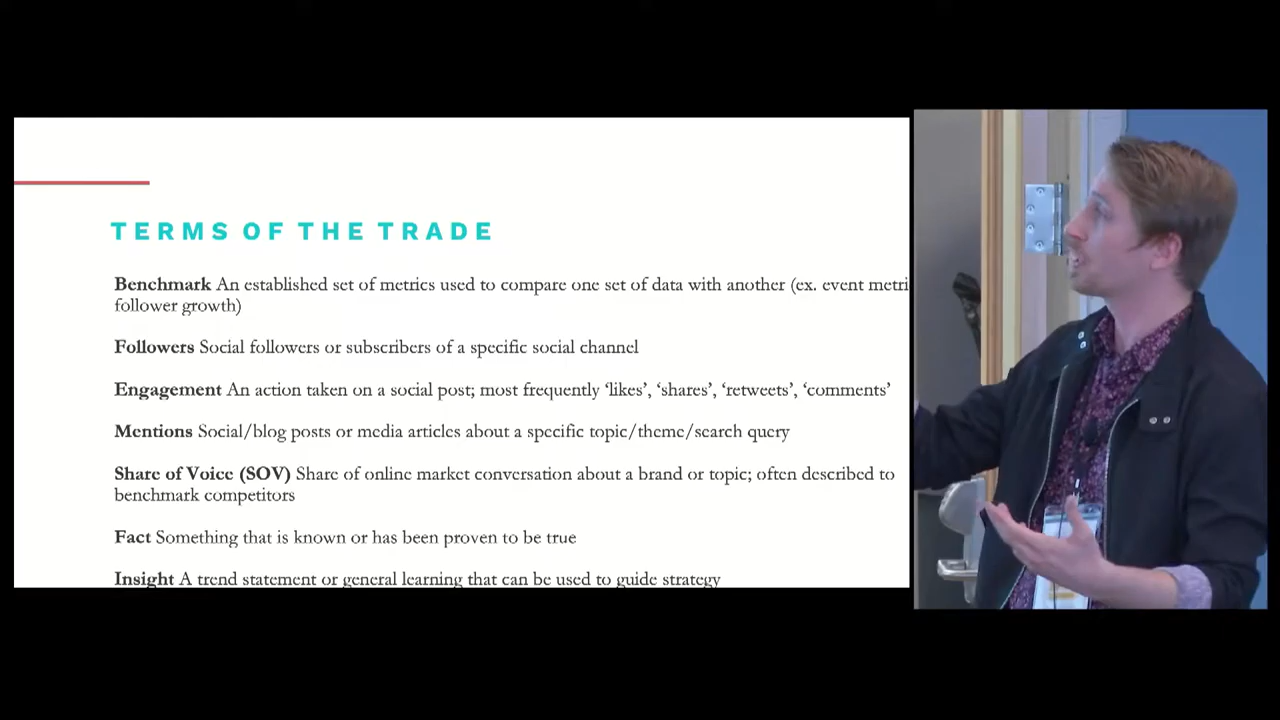 TERMS OF THE TRADE
Benchmark An established set of metrics used to compare one set of data with another (ex. event
follower growth)
Followers Social followers or subscribers of a specific social channel
Engagement An action taken on a social post; most frequently ‘likes’, ‘shares’, ‘retweets’, ‘comments’
Mentions Social/blog posts or media articles about a specific topic/theme/search query
Share of Voice (SOV) Share of online market conversation about a brand or topic; often described to
benchmark competitors
Fact Something that is known or has been proven to be true
Insight A trend statement or general learning that can be used to guide strategy